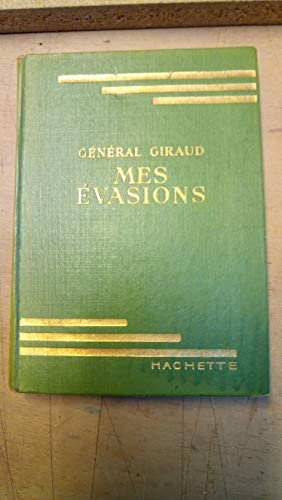 GÉNÉRAL GIRAUD
MES
ÉVASIONS
HACHETTE